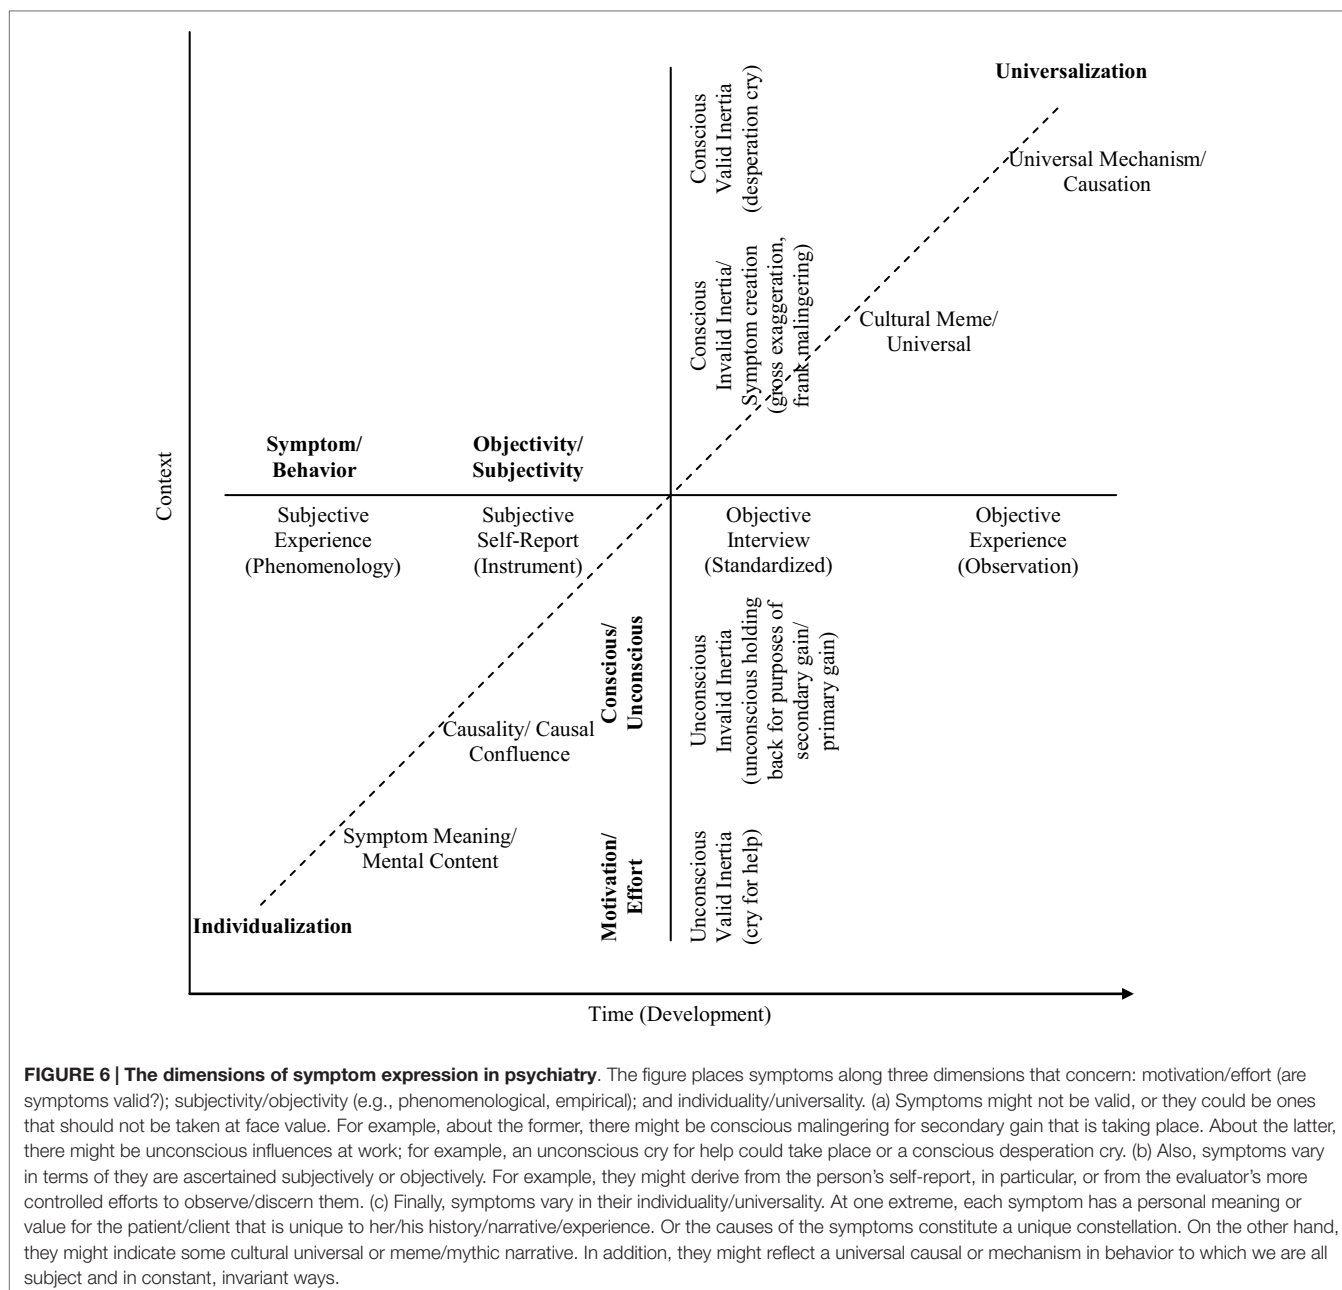 Universalization
Conscious
Valid Inertia
(desperation cry)
Universal Mechanism/
Causation
Conscious
Invalid Inertia/
Symptom creation
(gross exaggeration,
frank malingering)
Cultural Meme/
Universal
Symptom/
Behavior
Objectivity/
Subjectivity
Context
Subjective
Experience
(Phenomenology)
Subjective
Self-Report
(Instrument)
Objective
Interview
(Standardized)
Objective
Experience
(Observation)
Conscious/
Unconscious
Unconscious
Invalid Inertia
(unconscious holding
back for purposes of
secondary gain/
primary gain)
Causality/ Causal
Confluence
Symptom Meaning/
Mental Content
Motivation/
Effort
Unconscious
Valid Inertia
(cry for help)
Individualization
Time (Development)
FIGURE 6 | The dimensions of symptom expression in psychiatry. The figure places symptoms along three dimensions that concern: motivation/effort (are
symptoms valid?); subjectivity/objectivity (e.g., phenomenological, empirical); and individuality/universality. (a) Symptoms might not be valid, or they could be ones
that should not be taken at face value. For example, about the former, there might be conscious malingering for secondary gain that is taking place. About the latter,
there might be unconscious influences at work; for example, an unconscious cry for help could take place or a conscious desperation cry. (b) Also, symptoms vary
in terms of they are ascertained subjectively or objectively. For example, they might derive from the person's self-report, in particular, or from the evaluator's more
controlled efforts to observe/discern them. (c) Finally, symptoms vary in their individuality/universality. At one extreme, each symptom has a personal meaning or
value for the patient/client that is unique to her/his history/narrative/experience. Or the causes of the symptoms constitute a unique constellation. On the other hand,
they might indicate some cultural universal or meme/mythic narrative. In addition, they might reflect a universal causal or mechanism in behavior to which we are all
subject and in constant, invariant ways.